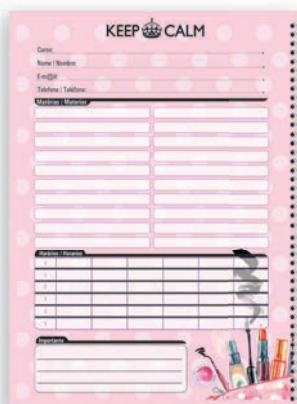 KEEP CALM
Curso:
Nome / Nombre:
E-m@il:
Telefone / Teléfono:
Matérias / Materias
Horários / Horarios
Importante